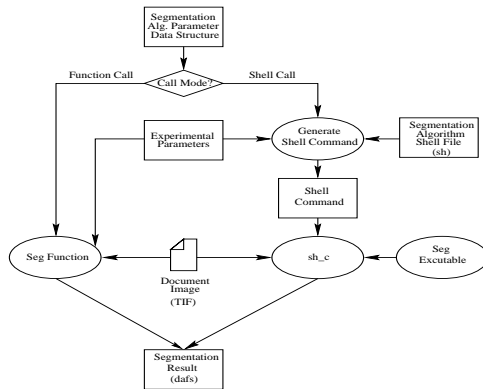 Segmentation
Alg. Parameter
Data Structure
Function Call
Call Mode?
Shell Call
Experimental
Parameters
Generate
Shell Command
Segmentation
Algorithm
Shell File
(sh)
Shell
Command
Seg Function
Document
Image
(TIF)
sh_c
Seg
Excutable
Segmentation
Result
(dafs)